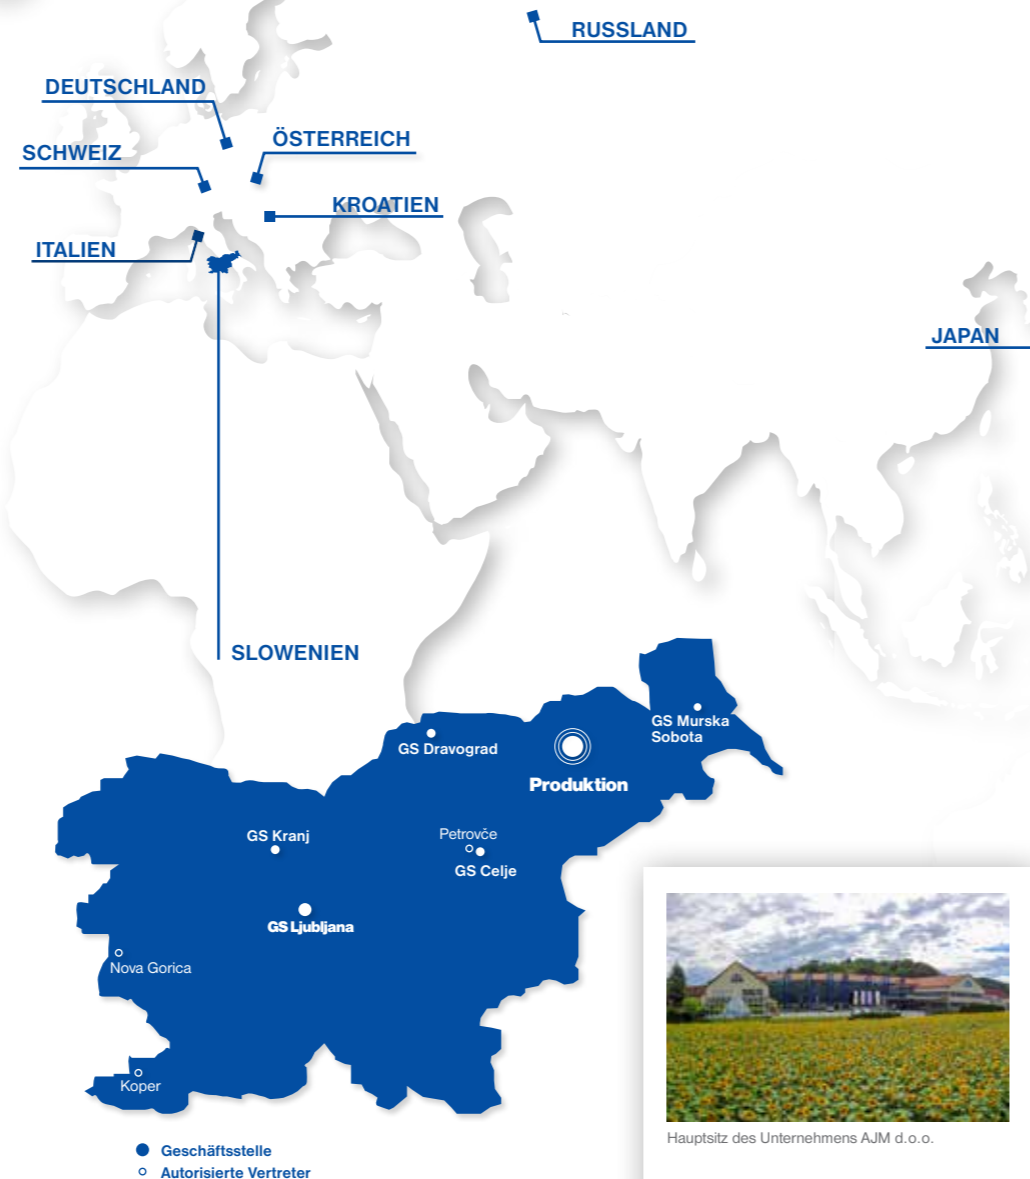 RUSSLAND
DEUTSCHLAND
ÖSTERREICH
SCHWEIZ
KROATIEN
ITALIEN
JAPAN
SLOWENIEN
GS Murska
Sobota
GS Dravograd
Produktion
GS Kranj
Petrovče
GS Celje
GS Ljubljana
Nova Gorica
Koper
Geschäftsstelle
Autorisierte Vertreter
Hauptsitz des Unternehmens AJM d.o.o.